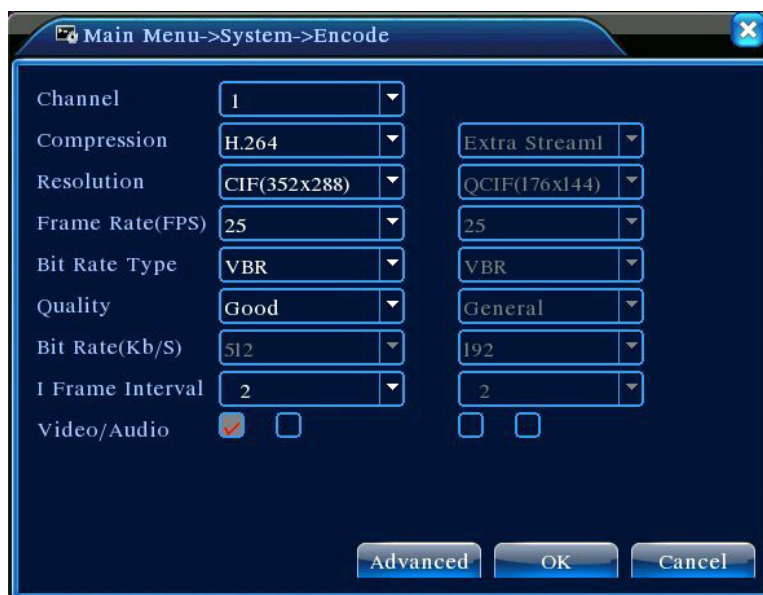 Main Menu->System->Encode
Channel 1
Compression H.264 Extra Stream1
Resolution CIF(352x288) QCIF(176x144)
Frame Rate(FPS) 25 25
Bit Rate Type VBR VBR
Quality Good General
Bit Rate(Kb/S) 512 192
I Frame Interval 2 2
Video/Audio
Advanced OK Cancel